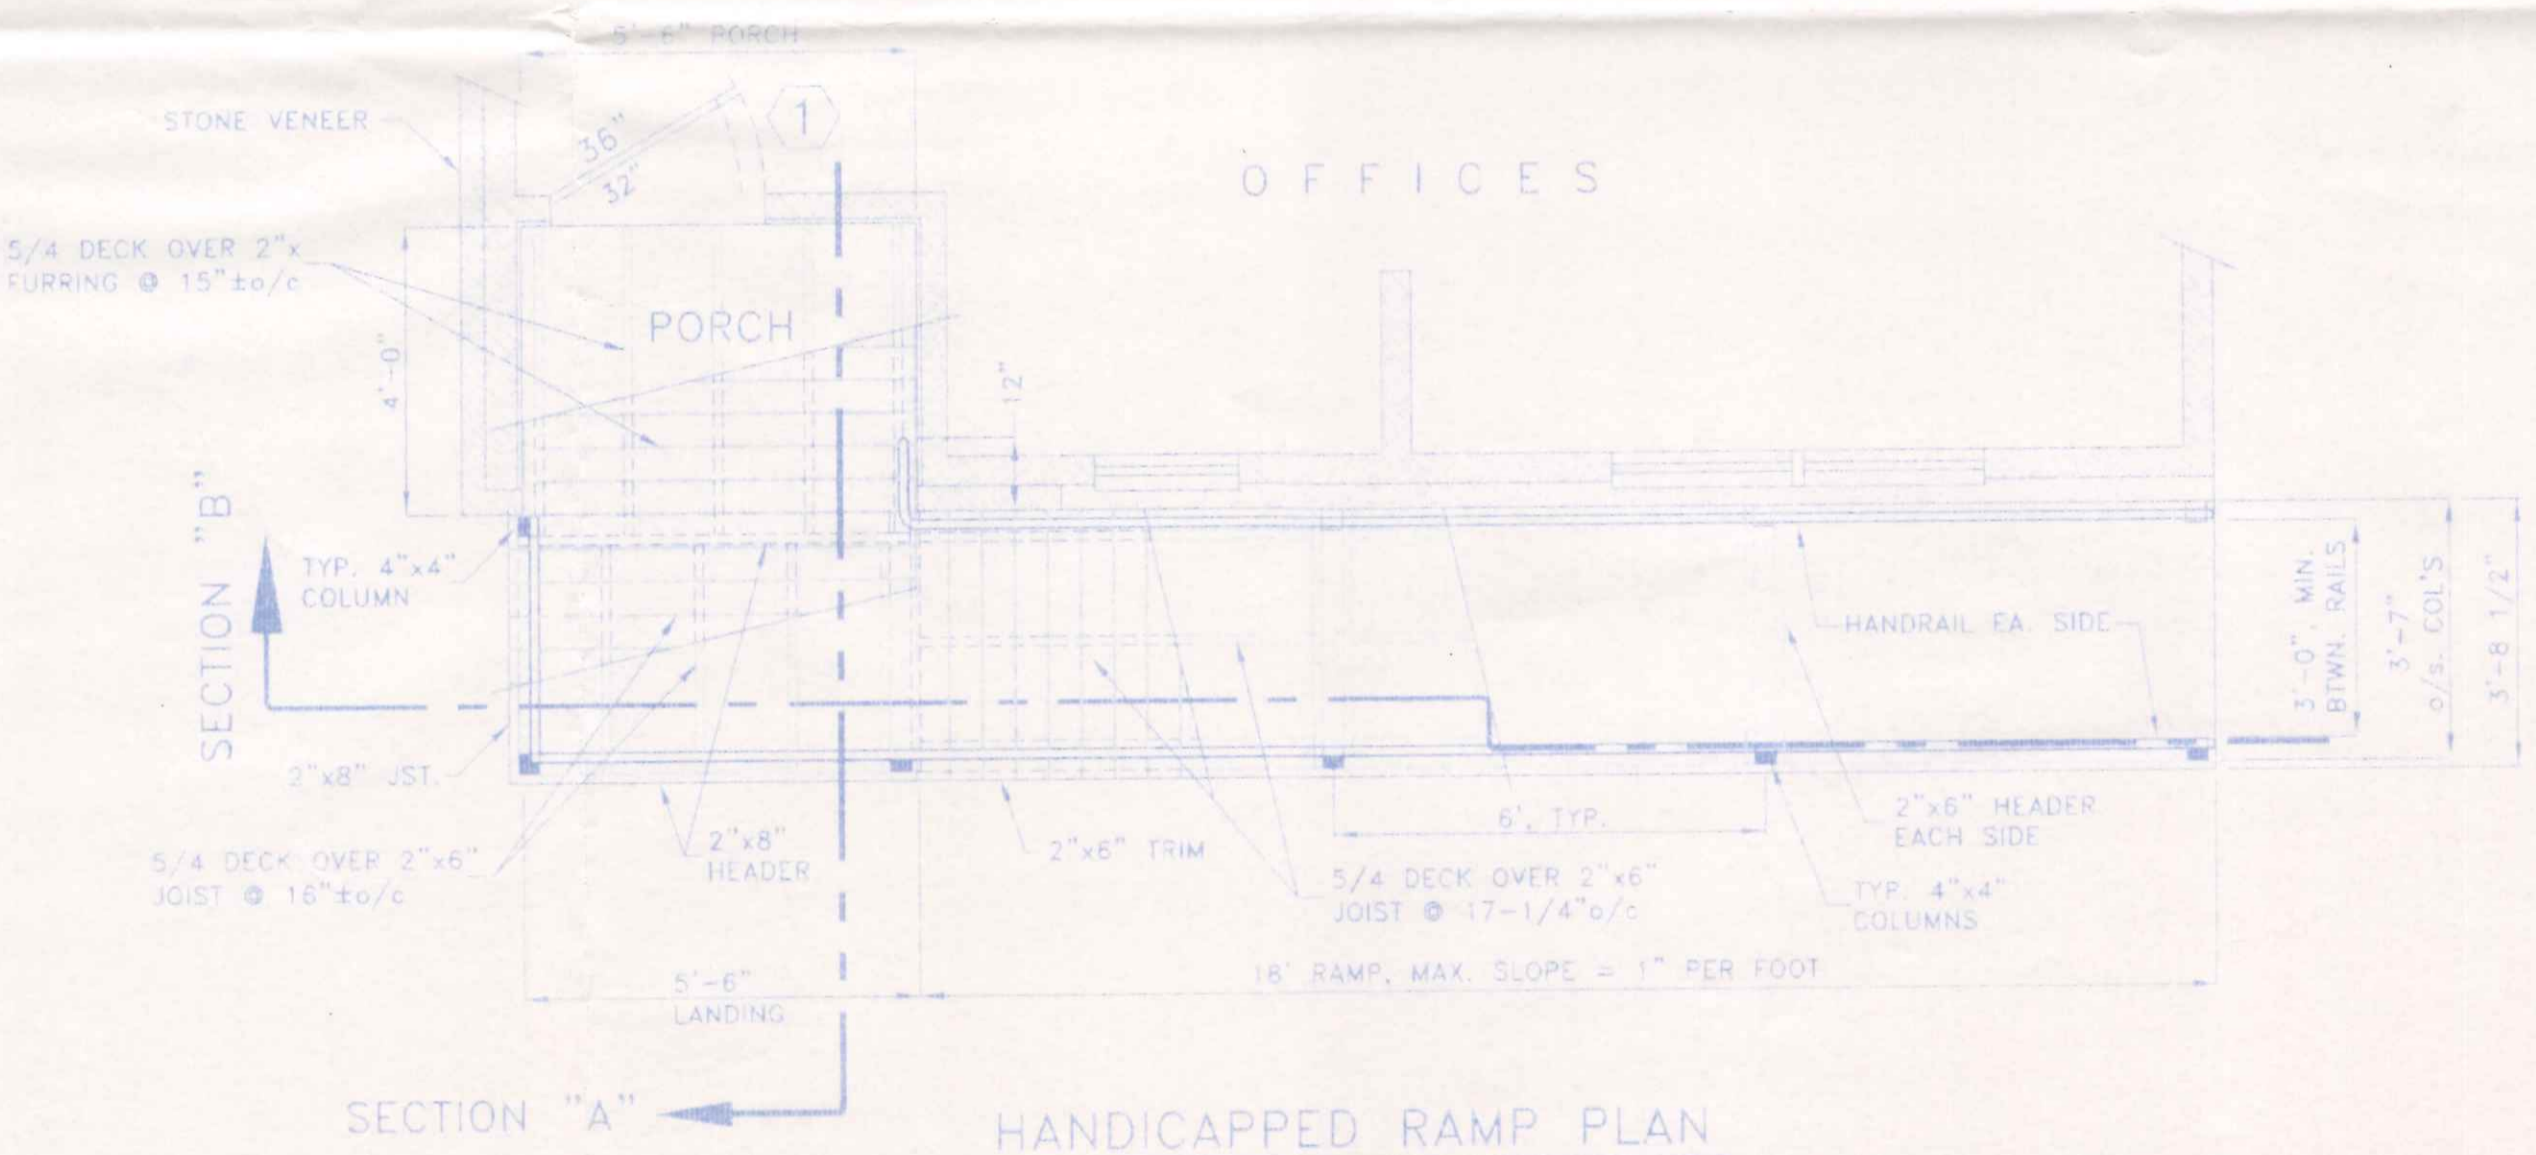 5'-6" PORCH
STONE VENEER
36"
32"
1
OFFICES
5/4 DECK OVER 2"x
FURRING @ 15"±o/c
PORCH
4'-0"
12"
SECTION "B"
TYP. 4"x4"
COLUMN
HANDRAIL EA. SIDE
3'-0", MIN.
BTWN. RAILS
3'-7"
o/s. COL'S
3'-8 1/2"
2"x8" JST.
5/4 DECK OVER 2"x6"
JOIST @ 16"±o/c
2"x8"
HEADER
2"x6" TRIM
6', TYP.
5/4 DECK OVER 2"x6"
JOIST @ 17-1/4"o/c
2"x6" HEADER
EACH SIDE
TYP. 4"x4"
COLUMNS
5'-6"
LANDING
18' RAMP, MAX. SLOPE = 1" PER FOOT
SECTION "A"
HANDICAPPED RAMP PLAN